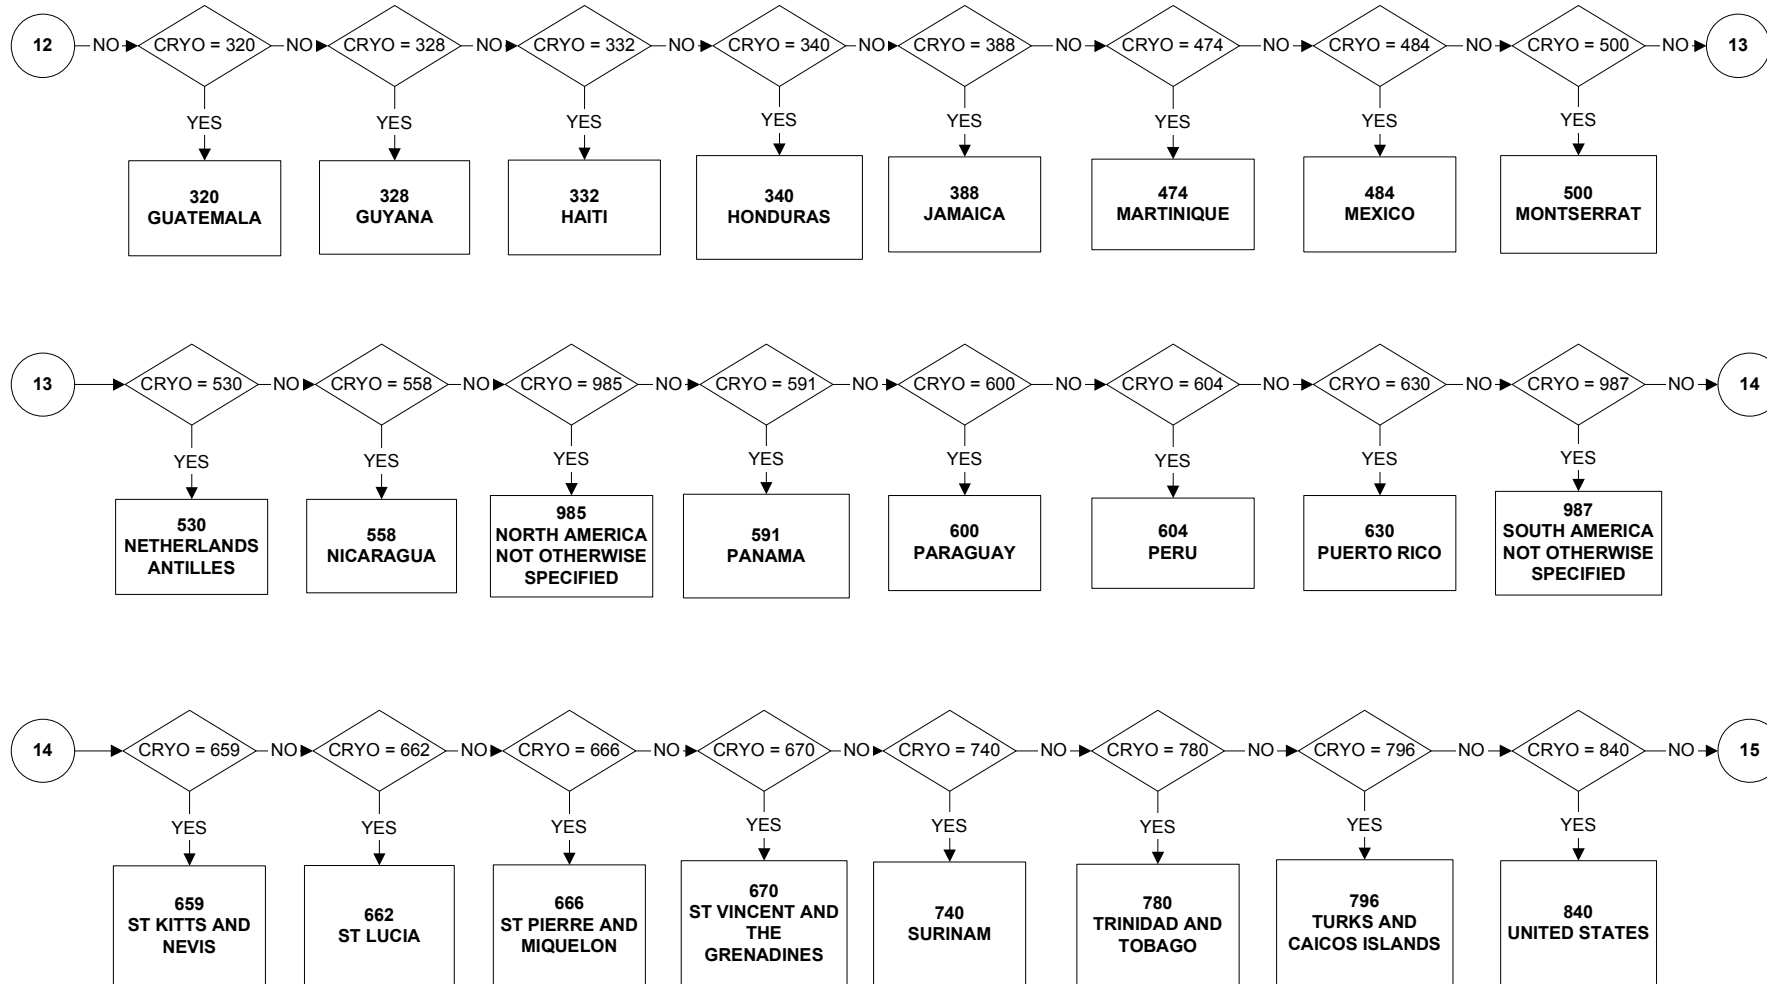 12 NO CRYO = 320 NO CRYO = 328 NO CRYO = 332 NO CRYO = 340 NO CRYO = 388 NO CRYO = 474 NO CRYO = 484 NO CRYO = 500 NO 13
YES YES YES YES YES YES YES YES
320 328 332 340 388 474 484 500
GUATEMALA GUYANA HAITI HONDURAS JAMAICA MARTINIQUE MEXICO MONTSERRAT
13 CRYO = 530 NO CRYO = 558 NO CRYO = 985 NO CRYO = 591 NO CRYO = 600 NO CRYO = 604 NO CRYO = 630 NO CRYO = 987 NO 14
YES YES YES YES YES YES YES YES
530
NETHERLANDS
ANTILLES
558
NICARAGUA
985
NORTH AMERICA
NOT OTHERWISE
SPECIFIED
591
PANAMA
600
PARAGUAY
604
PERU
630
PUERTO RICO
987
SOUTH AMERICA
NOT OTHERWISE
SPECIFIED
14 CRYO = 659 NO CRYO = 662 NO CRYO = 666 NO CRYO = 670 NO CRYO = 740 NO CRYO = 780 NO CRYO = 796 NO CRYO = 840 NO 15
YES YES YES YES YES YES YES YES
659
ST KITTS AND
NEVIS
662
ST LUCIA
666
ST PIERRE AND
MIQUELON
670
ST VINCENT AND
THE
GRENADINES
740
SURINAM
780
TRINIDAD AND
TOBAGO
796
TURKS AND
CAICOS ISLANDS
840
UNITED STATES